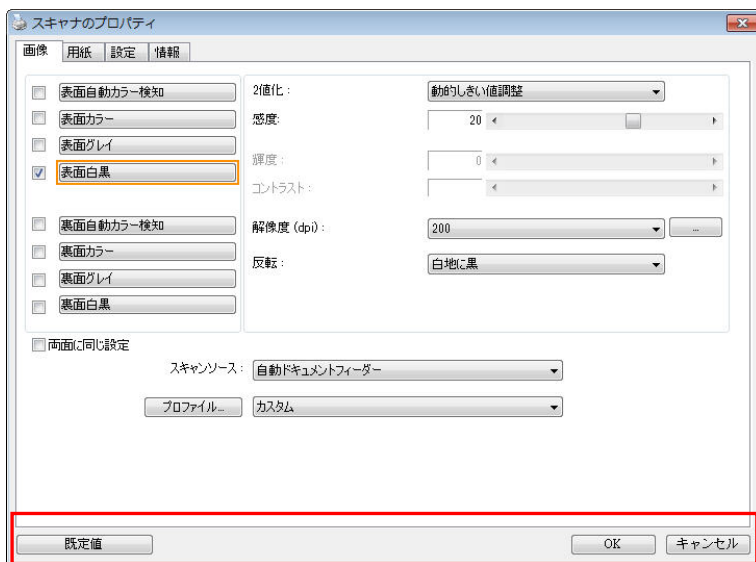 スキャナのプロパティ
画像 用紙 設定 情報
表面自動カラー検知 2値化： 動的しきい値調整
表面カラー 感度: 20
表面グレイ
輝度： 0
表面白黒
コントラスト：
裏面自動カラー検知 解像度 (dpi)： 200 ...
裏面カラー
反転： 白地に黒
裏面グレイ
裏面白黒
両面に同じ設定
スキャンソース： 自動ドキュメントフィーダー
プロファイル... カスタム
既定値 OK キャンセル